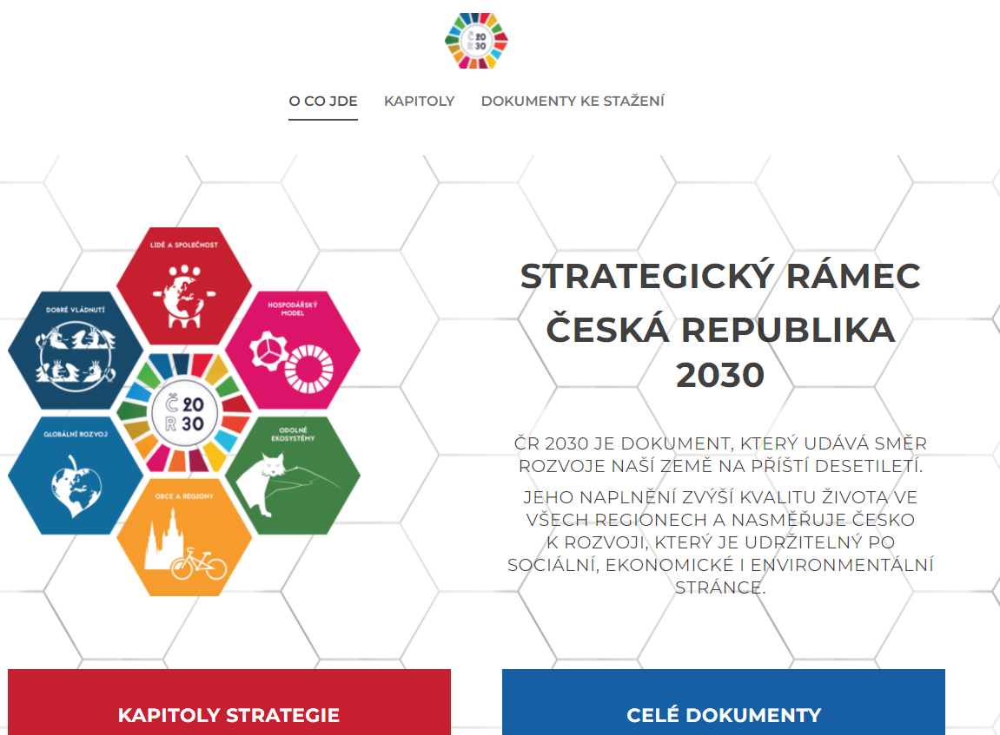 Č 20
R 30
O CO JDE
KAPITOLY
DOKUMENTY KE STAŽENÍ
LIDÉ A SPOLEČNOST
DOBRÉ VLÁDNUTÍ
HOSPODÁŘSKÝ
MODEL
Č 20
R 30
GLOBÁLNÍ ROZVOJ
ODOLNÉ
EKOSYSTÉMY
OBCE A REGIONY
STRATEGICKÝ RÁMEC
ČESKÁ REPUBLIKA
2030
ČR 2030 JE DOKUMENT, KTERÝ UDÁVÁ SMĚR
ROZVOJE NAŠÍ ZEMĚ NA PŘÍŠTÍ DESETILETÍ.
JEHO NAPLNĚNÍ ZVÝŠÍ KVALITU ŽIVOTA VE
VŠECH REGIONECH A NASMĚRUJE ČESKO
K ROZVOJI, KTERÝ JE UDRŽITELNÝ PO
SOCIÁLNÍ, EKONOMICKÉ I ENVIRONMENTÁLNÍ
STRÁNCE.
KAPITOLY STRATEGIE
CELÉ DOKUMENTY